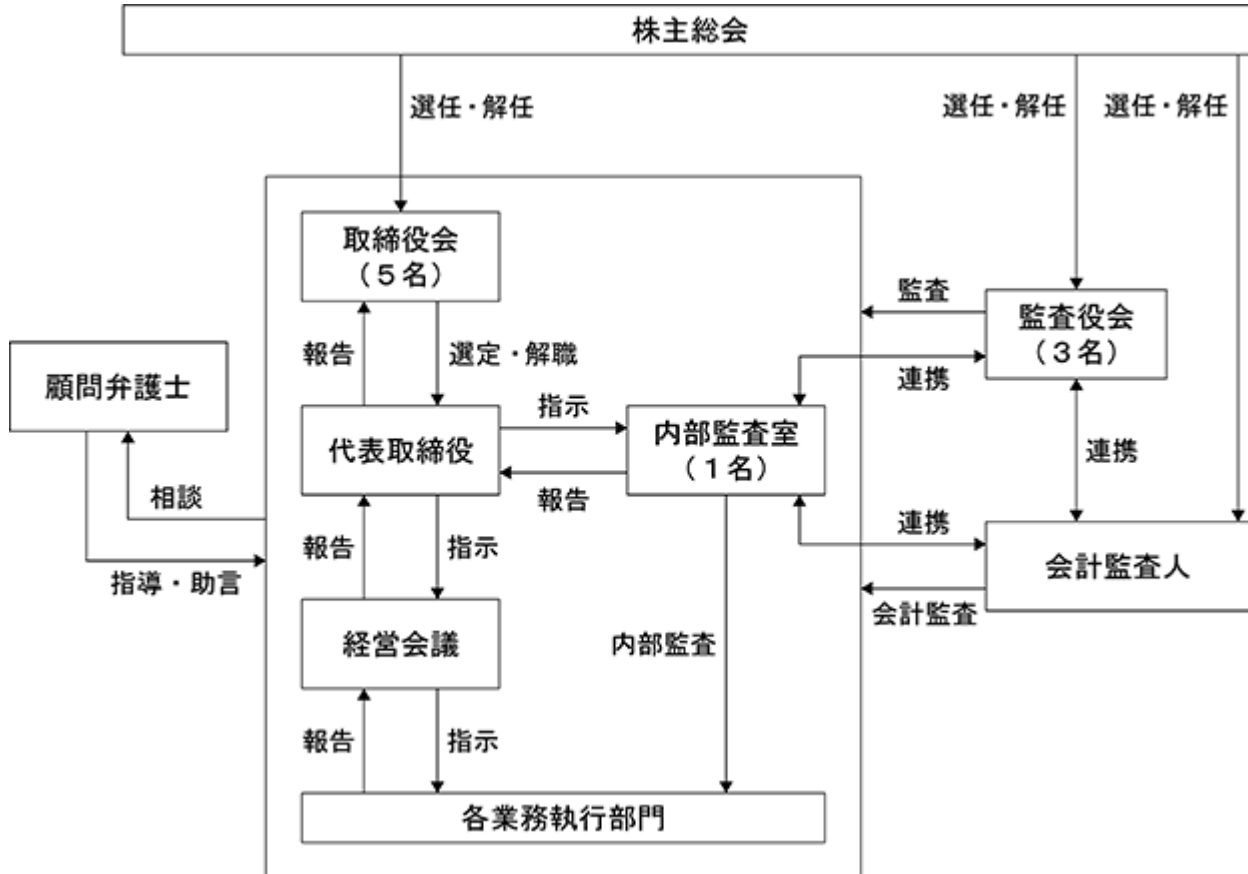 株主総会
選任・解任
選任・解任
選任・解任
取締役会
（５名）
監査
監査役会
（３名）
報告
選定・解職
連携
顧問弁護士
指示
代表取締役
内部監査室
（１名）
連携
報告
相談
連携
報告
指示
会計監査人
指導・助言
会計監査
経営会議
内部監査
報告
指示
各業務執行部門